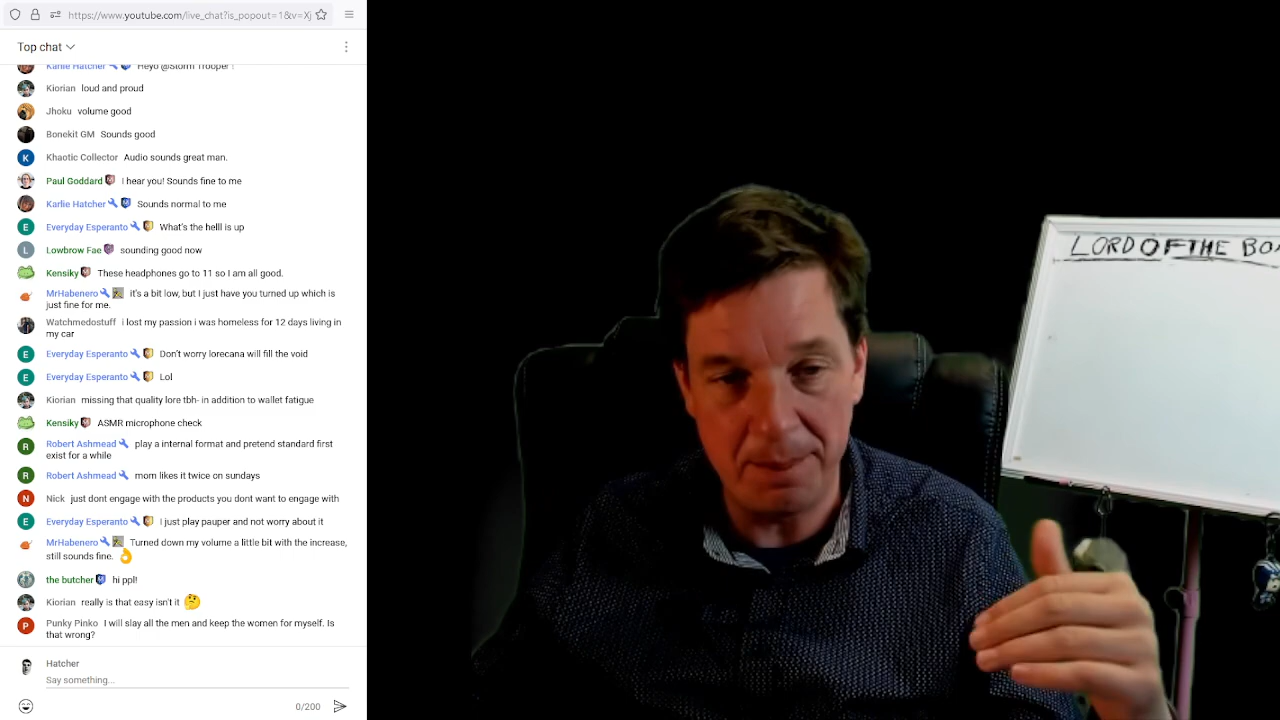 https://www.youtube.com/live_chat?is_popout=1&v=Xj
Top chat
Karlie Hatcher Heyo @Storm Trooper !
Kiorian loud and proud
Jhoku volume good
Bonekit GM Sounds good
K Khaotic Collector Audio sounds great man.
Paul Goddard I hear you! Sounds fine to me
Karlie Hatcher Sounds normal to me
E Everyday Esperanto What's the helll is up
L Lowbrow Fae sounding good now
Kensiky These headphones go to 11 so I am all good.
MrHabenero it's a bit low, but I just have you turned up which is
just fine for me.
Watchmedostuff i lost my passion i was homeless for 12 days living in
my car
E Everyday Esperanto Don't worry lorecana will fill the void
E Everyday Esperanto Lol
Kiorian missing that quality lore tbh- in addition to wallet fatigue
Kensiky ASMR microphone check
R Robert Ashmead play a internal format and pretend standard first
exist for a while
R Robert Ashmead mom likes it twice on sundays
N Nick just dont engage with the products you dont want to engage with
E Everyday Esperanto I just play pauper and not worry about it
MrHabenero Turned down my volume a little bit with the increase,
still sounds fine. 👌
the butcher hi ppl!
Kiorian really is that easy isn't it 🤔
P Punky Pinko I will slay all the men and keep the women for myself. Is
that wrong?
Hatcher
Say something...
0/200
LORD OF THE BO